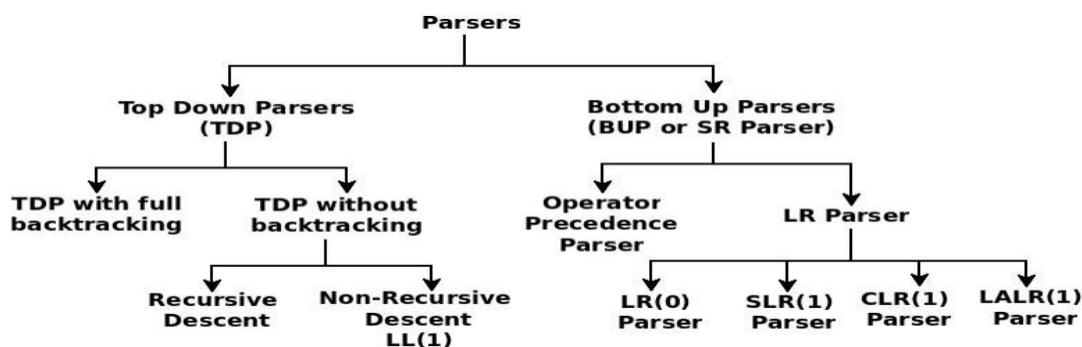 Parsers
Top Down Parsers
(TDP)
Bottom Up Parsers
(BUP or SR Parser)
TDP with full
backtracking
TDP without
backtracking
Operator
Precedence
Parser
LR Parser
Recursive
Descent
Non-Recursive
Descent
LL(1)
LR(0)
Parser
SLR(1)
Parser
CLR(1)
Parser
LALR(1)
Parser